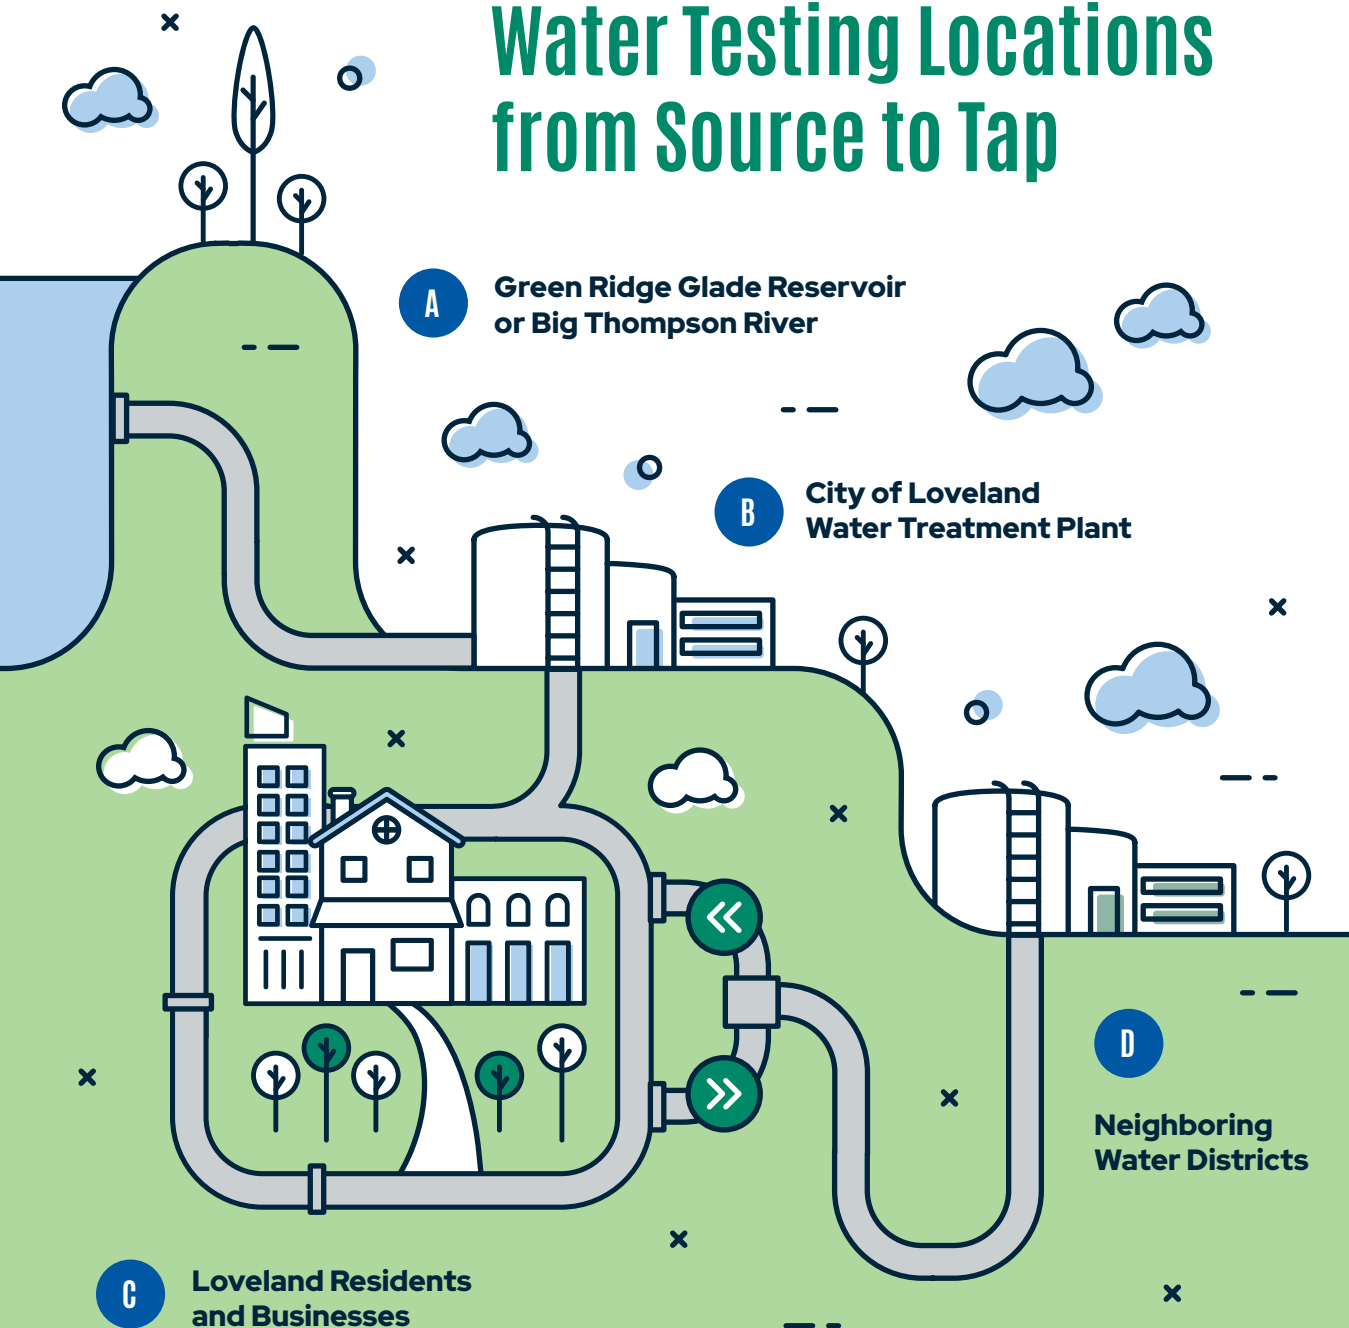 Water Testing Locations
from Source to Tap
A
Green Ridge Glade Reservoir
or Big Thompson River
B
City of Loveland
Water Treatment Plant
D
Neighboring
Water Districts
C
Loveland Residents
and Businesses